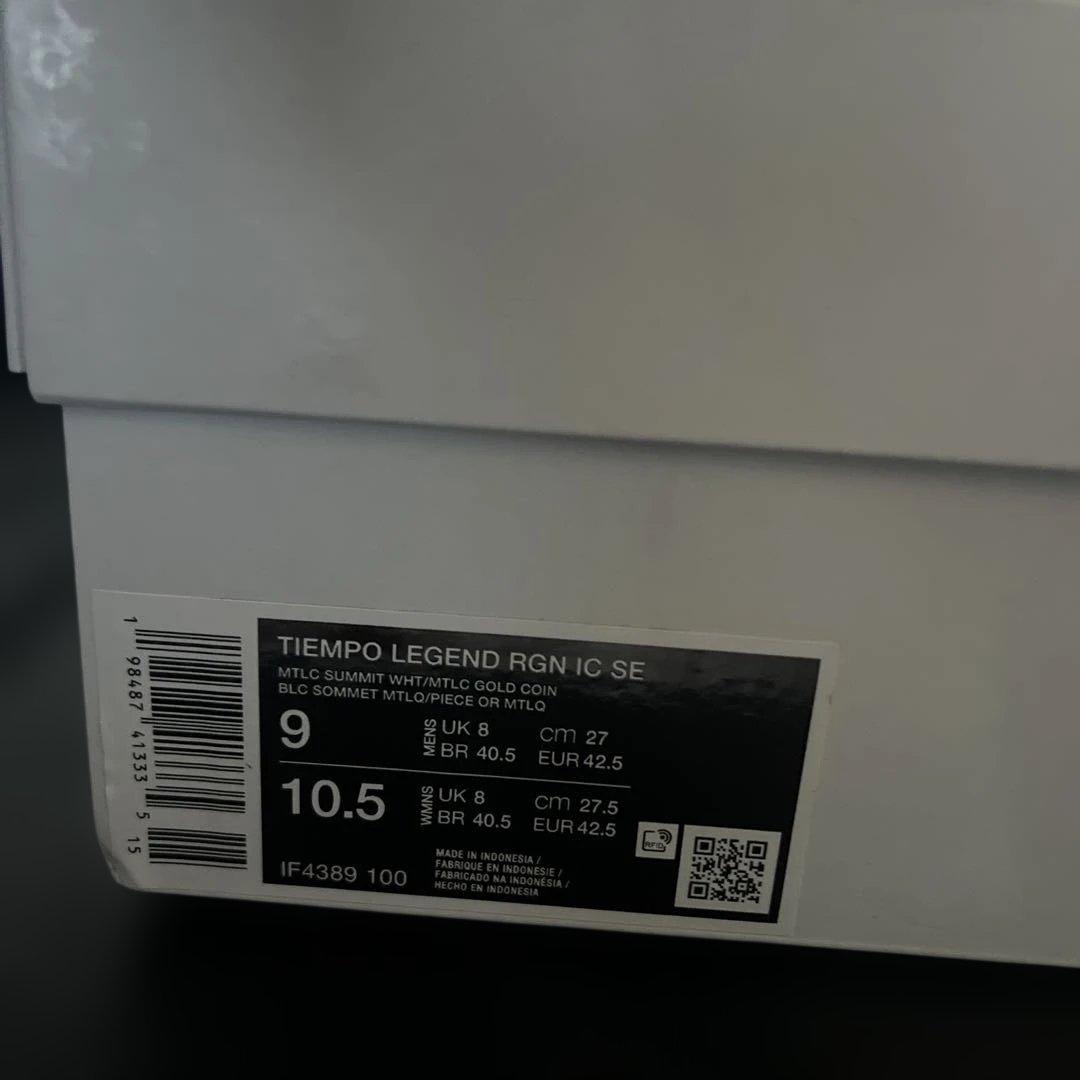 1 98487 41333 5 15
TIEMPO LEGEND RGN IC SE
MTLC SUMMIT WHT/MTLC GOLD COIN
BLC SOMMET MTLQ/PIECE OR MTLQ
9 MENS UK 8 cm 27
BR 40.5 EUR 42.5
10.5 WMNS UK 8 cm 27.5
BR 40.5 EUR 42.5
RFID
IF4389 100
MADE IN INDONESIA /
FABRIQUE EN INDONESIE /
FABRICADO NA INDONÉSIA /
HECHO EN INDONESIA